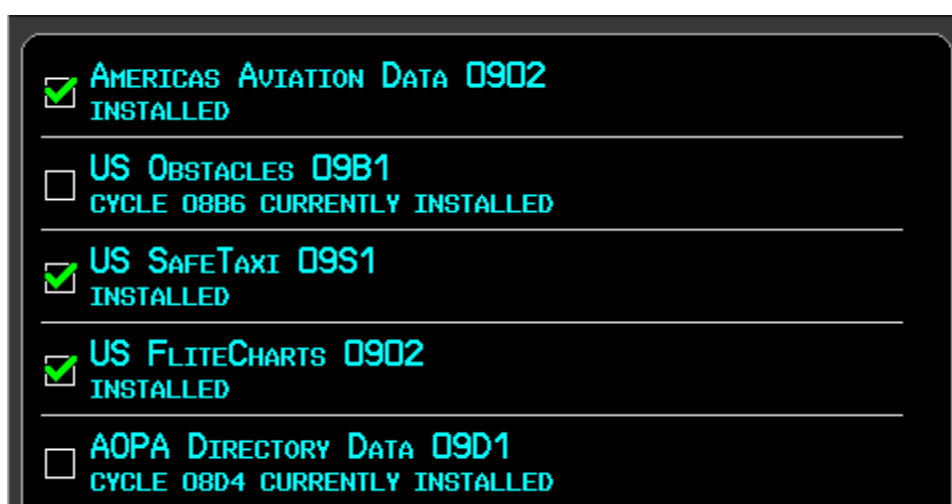 Americas Aviation Data 0902
INSTALLED
US Obstacles 09B1
CYCLE 08B6 CURRENTLY INSTALLED
US SafeTaxi 09S1
INSTALLED
US FliteCharts 0902
INSTALLED
AOPA Directory Data 09D1
CYCLE 08D4 CURRENTLY INSTALLED